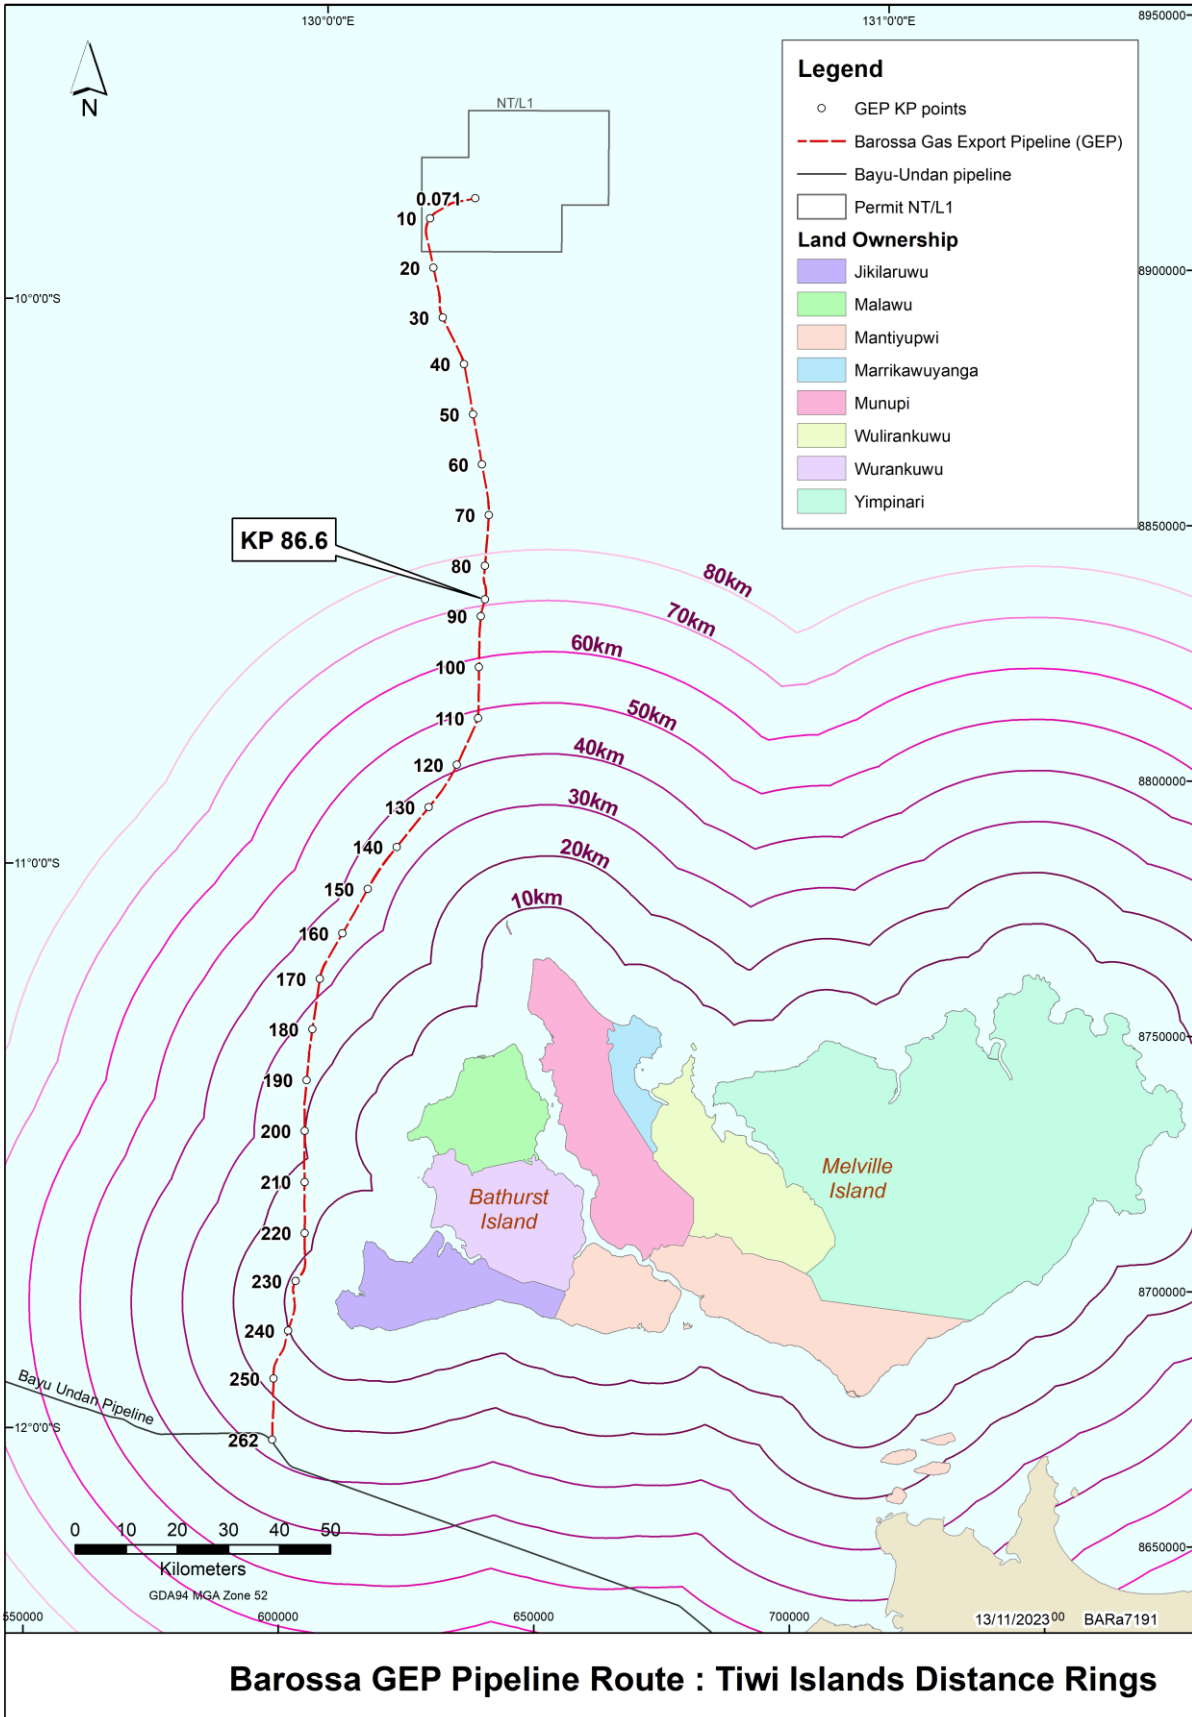 130°0'0"E
131°0'0"E
8950000
N
Legend
GEP KP points
Barossa Gas Export Pipeline (GEP)
Bayu-Undan pipeline
Permit NT/L1
Land Ownership
Jikilaruwu
Malawu
Mantiyupwi
Marrikawuyanga
Munupi
Wulirankuwu
Wurankuwu
Yimpinari
NT/L1
0.071
10
20
8900000
10°0'0"S
30
40
50
60
70
8850000
KP 86.6
80
90
100
110
120
130
140
150
160
170
180
190
200
210
220
230
240
250
262
80km
70km
60km
50km
40km
30km
20km
10km
8800000
11°0'0"S
8750000
Melville
Island
Bathurst
Island
8700000
Bayu Undan Pipeline
12°0'0"S
0 10 20 30 40 50
Kilometers
GDA94 MGA Zone 52
8650000
550000
600000
650000
700000
13/11/2023
00
BARa7191
Barossa GEP Pipeline Route : Tiwi Islands Distance Rings